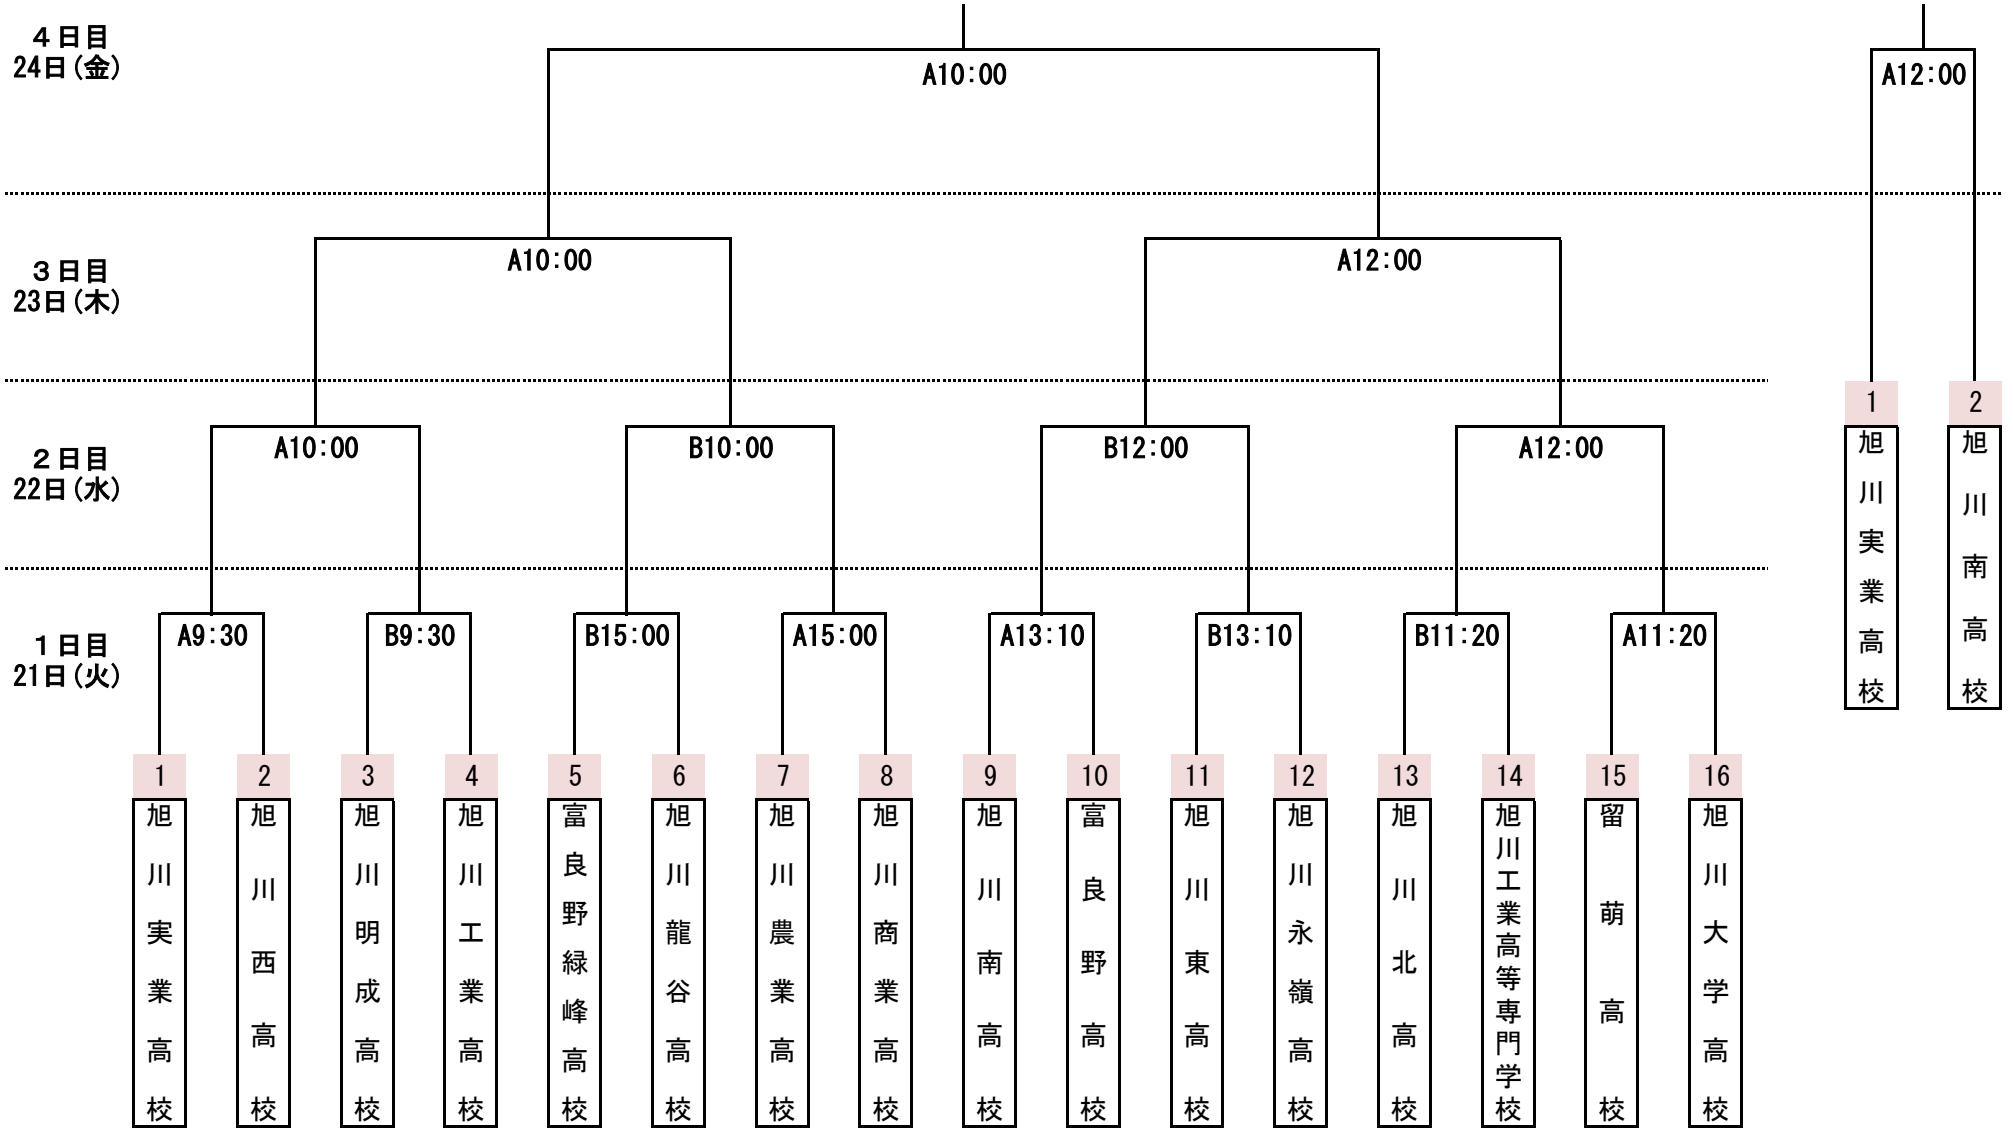 ４日目
24日(金)
A10:00
A12:00
３日目
23日(木)
A10:00
A12:00
２日目
22日(水)
A10:00
B10:00
B12:00
A12:00
1
2
旭川実業高校
旭川南高校
１日目
21日(火)
A9:30
B9:30
B15:00
A15:00
A13:10
B13:10
B11:20
A11:20
1
2
3
4
5
6
7
8
9
10
11
12
13
14
15
16
旭川実業高校
旭川西高校
旭川明成高校
旭川工業高校
富良野緑峰高校
旭川龍谷高校
旭川農業高校
旭川商業高校
旭川南高校
富良野高校
旭川東高校
旭川永嶺高校
旭川北高校
旭川工業高等専門学校
留萌高校
旭川大学高校